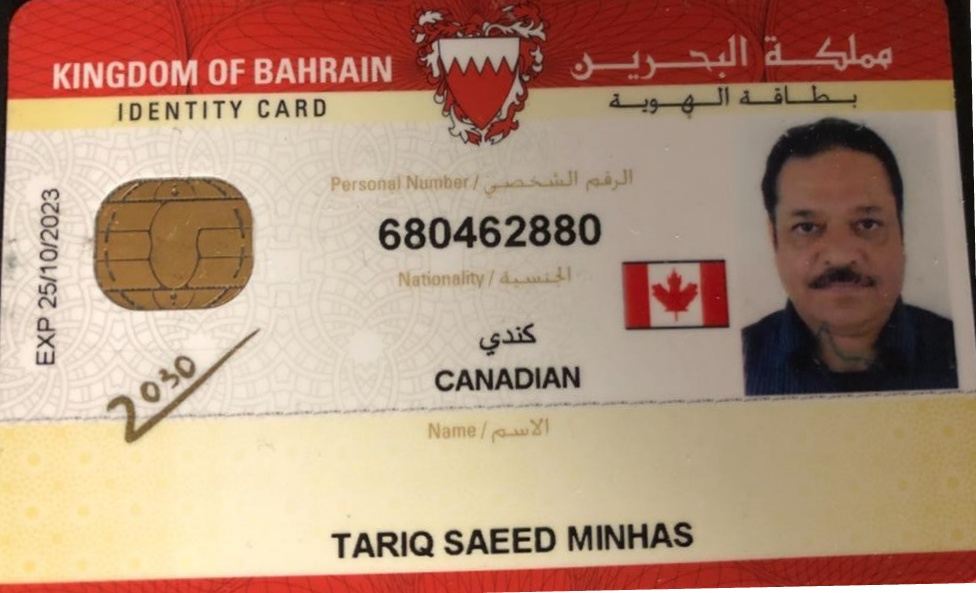 KINGDOM OF BAHRAIN
مملكة البحرين
IDENTITY CARD
بطاقة الهوية
Personal Number / الرقم الشخصي
680462880
Nationality / الجنسية
كندي
CANADIAN
EXP 25/10/2023
2030
Name / الاسم
TARIQ SAEED MINHAS